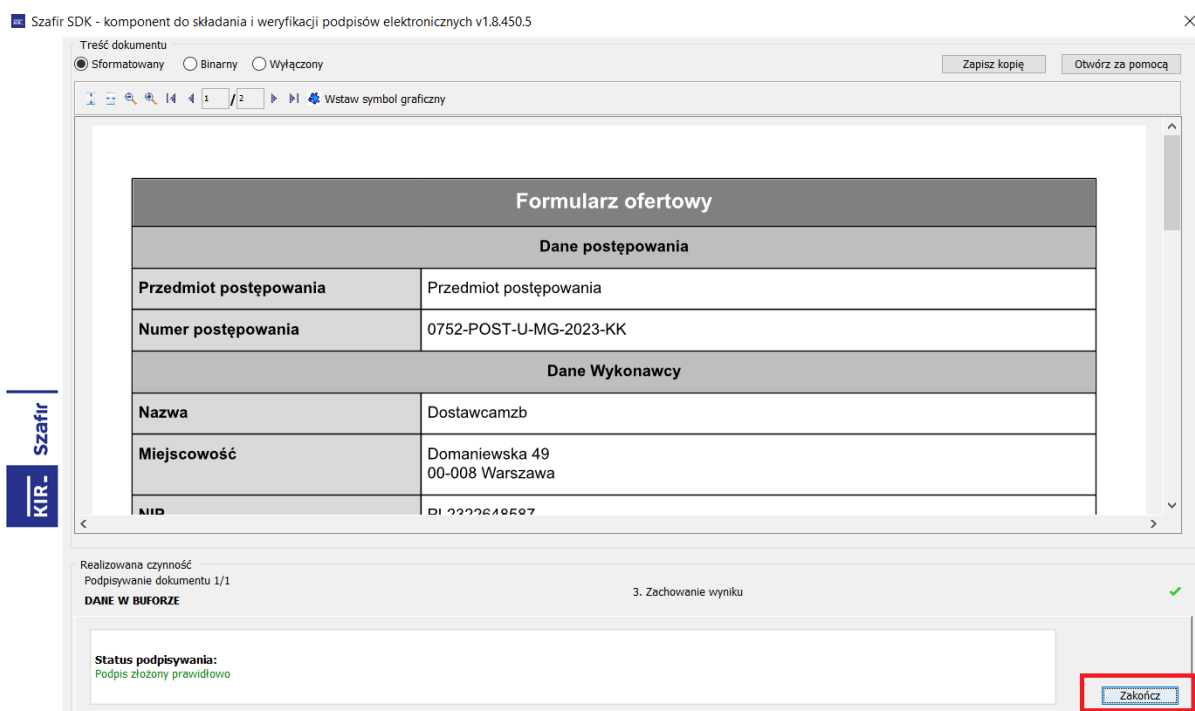 Szafir SDK - komponent do składania i weryfikacji podpisów elektronicznych v1.8.450.5
Treść dokumentu
Sformatowany Binarny Wyłączony Zapisz kopię Otwórz za pomocą
1 / 2 Wstaw symbol graficzny
Formularz ofertowy
Dane postępowania
Przedmiot postępowania Przedmiot postępowania
Numer postępowania 0752-POST-U-MG-2023-KK
Dane Wykonawcy
Nazwa Dostawcamzb
Miejscowość Domaniewska 49
00-008 Warszawa
NIP PL2322648587
Szafir
KIR
Realizowana czynność
Podpisywanie dokumentu 1/1
3. Zachowanie wyniku
DANE W BUFORZE
Status podpisywania:
Podpis złożony prawidłowo
Zakończ